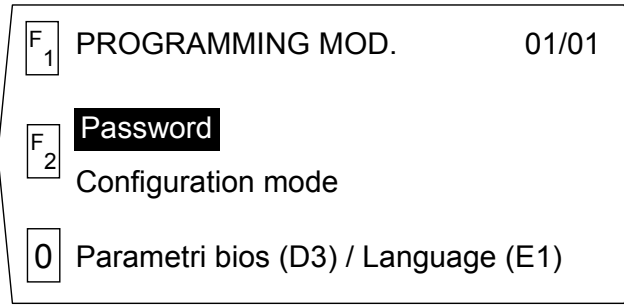 F1 PROGRAMMING MOD. 01/01
Password
F2
Configuration mode
0 Parametri bios (D3) / Language (E1)